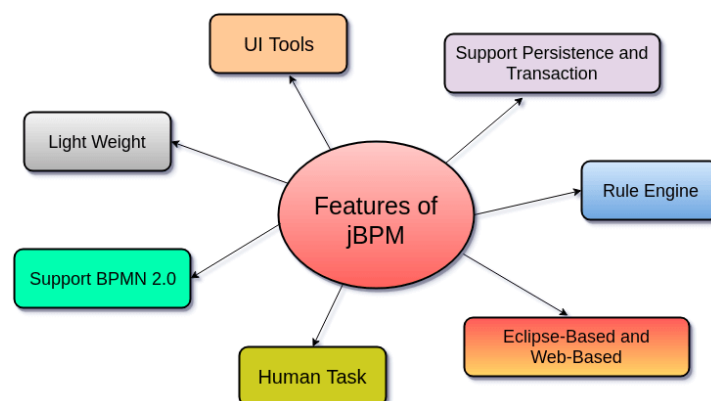 UI Tools
Support Persistence and
Transaction
Light Weight
Rule Engine
Features of
jBPM
Support BPMN 2.0
Eclipse-Based and
Web-Based
Human Task